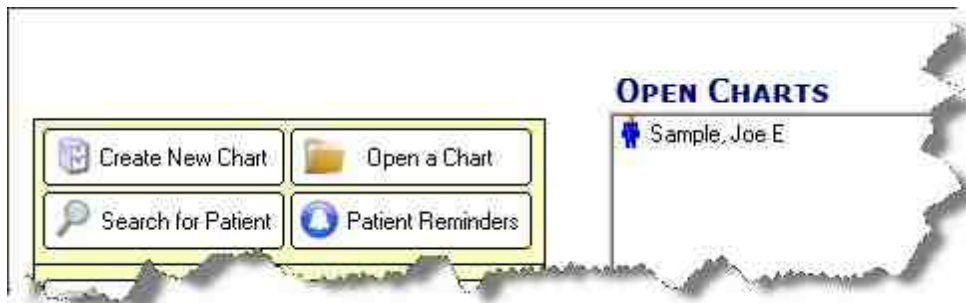 OPEN CHARTS
Sample, Joe E
Create New Chart
Open a Chart
Search for Patient
Patient Reminders